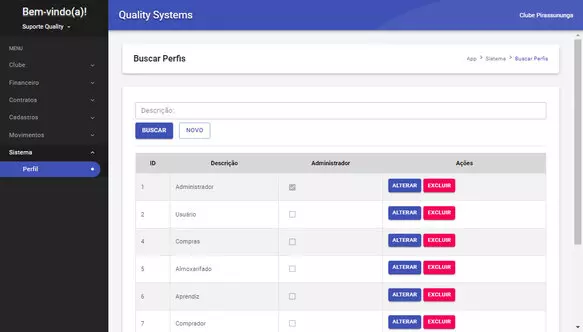 Bem-vindo(a)!
Suporte Quality
MENU
Clube
Financeiro
Contratos
Cadastros
Movimentos
Sistema
Perfil
Quality Systems
Clube Pirassununga
Buscar Perfis
App > Sistema > Buscar Perfis
Descrição:
BUSCAR NOVO
ID Descrição Administrador Ações
1 Administrador ALTERAR EXCLUIR
2 Usuário ALTERAR EXCLUIR
4 Compras ALTERAR EXCLUIR
5 Almoxarifado ALTERAR EXCLUIR
6 Aprendiz ALTERAR EXCLUIR
7 Comprador ALTERAR EXCLUIR